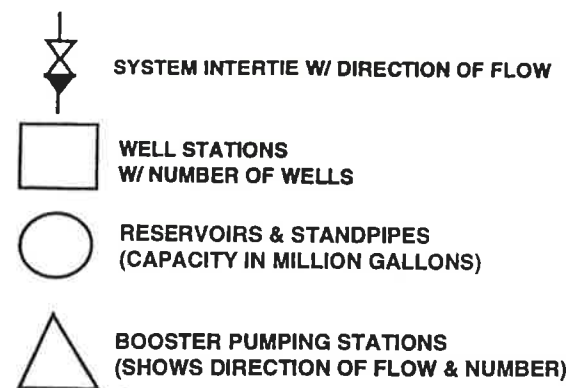 SYSTEM INTERTIE W/ DIRECTION OF FLOW
WELL STATIONS
W/ NUMBER OF WELLS
RESERVOIRS & STANDPIPES
(CAPACITY IN MILLION GALLONS)
BOOSTER PUMPING STATIONS
(SHOWS DIRECTION OF FLOW & NUMBER)